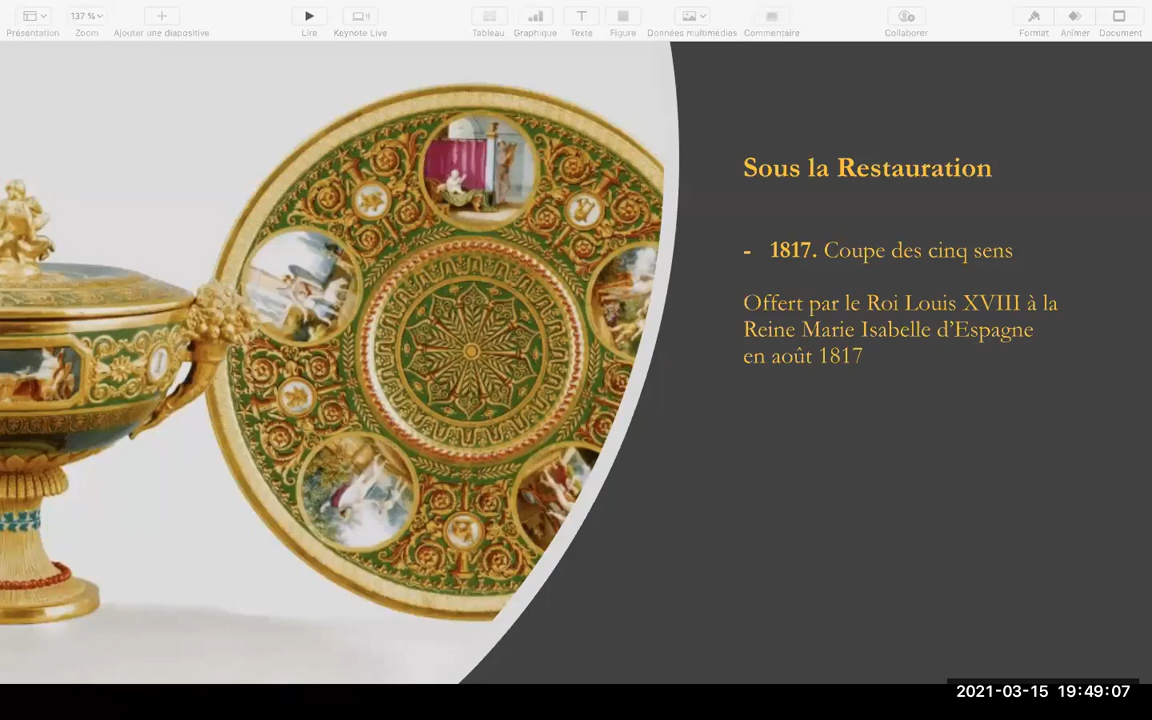 137 %
Présentation
Zoom
Ajouter une diapositive
Lire
Keynote Live
Tableau
Graphique
Texte
Figure
Données multimédias
Commentaire
Collaborer
Format
Animer
Document
Sous la Restauration
- 1817. Coupe des cinq sens
Offert par le Roi Louis XVIII à la
Reine Marie Isabelle d’Espagne
en août 1817
2021-03-15 19:49:07